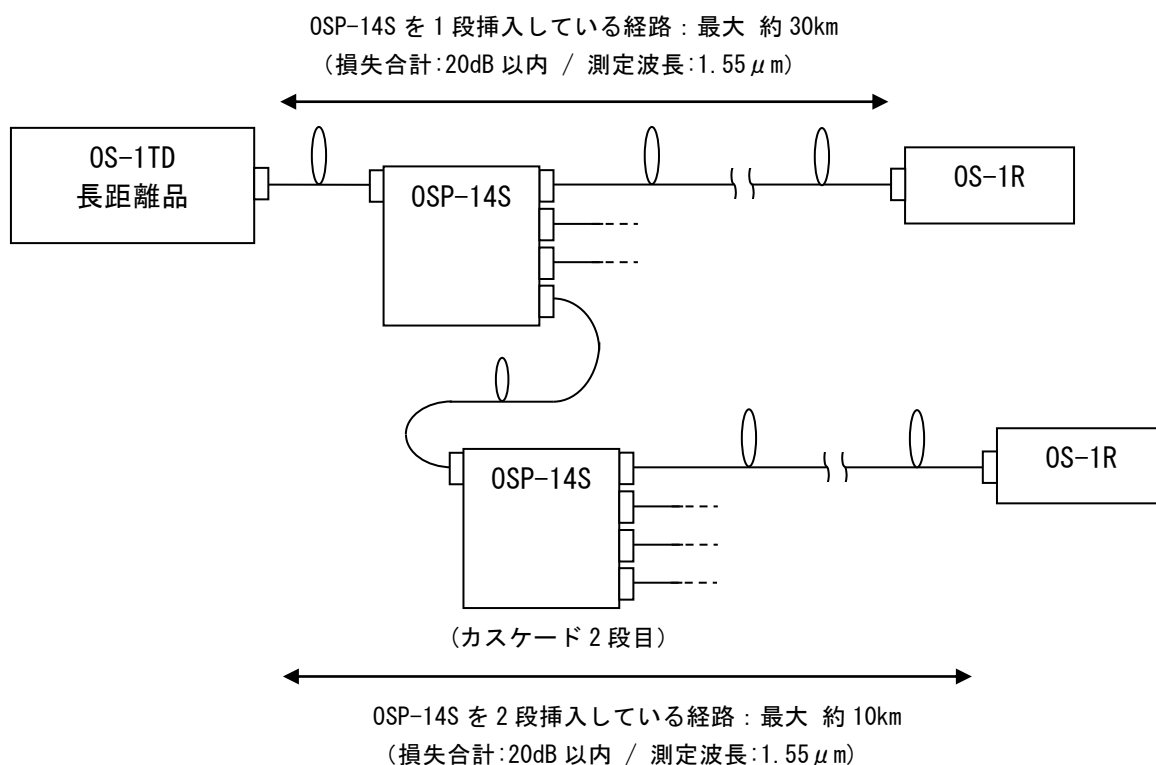 OSP-14S を 1 段挿入している経路：最大 約 30km
（損失合計:20dB 以内 / 測定波長:1.55μm）
OS-1TD
長距離品
OSP-14S
OS-1R
OSP-14S
OS-1R
（カスケード 2 段目）
OSP-14S を 2 段挿入している経路：最大 約 10km
（損失合計:20dB 以内 / 測定波長:1.55μm）